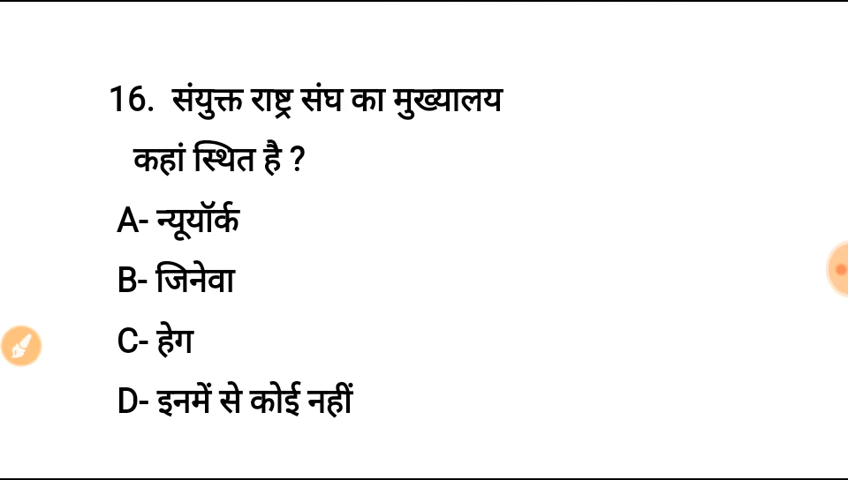 16. संयुक्त राष्ट्र संघ का मुख्यालय
कहां स्थित है ?
A- न्यूयॉर्क
B- जिनेवा
C- हेग
D- इनमें से कोई नहीं